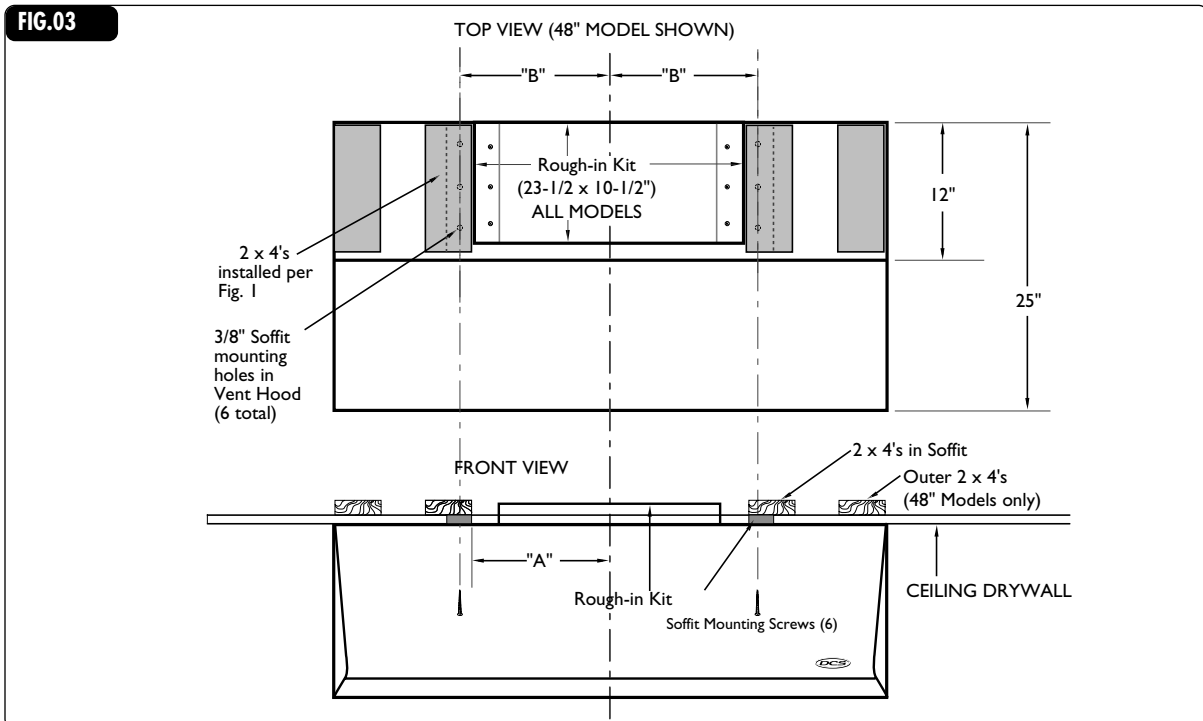 FIG.03
TOP VIEW (48" MODEL SHOWN)
"B"
"B"
Rough-in Kit
(23-1/2 x 10-1/2")
ALL MODELS
12"
25"
2 x 4's
installed per
Fig. 1
3/8" Soffit
mounting
holes in
Vent Hood
(6 total)
FRONT VIEW
2 x 4's in Soffit
Outer 2 x 4's
(48" Models only)
"A"
Rough-in Kit
Soffit Mounting Screws (6)
CEILING DRYWALL
DCS